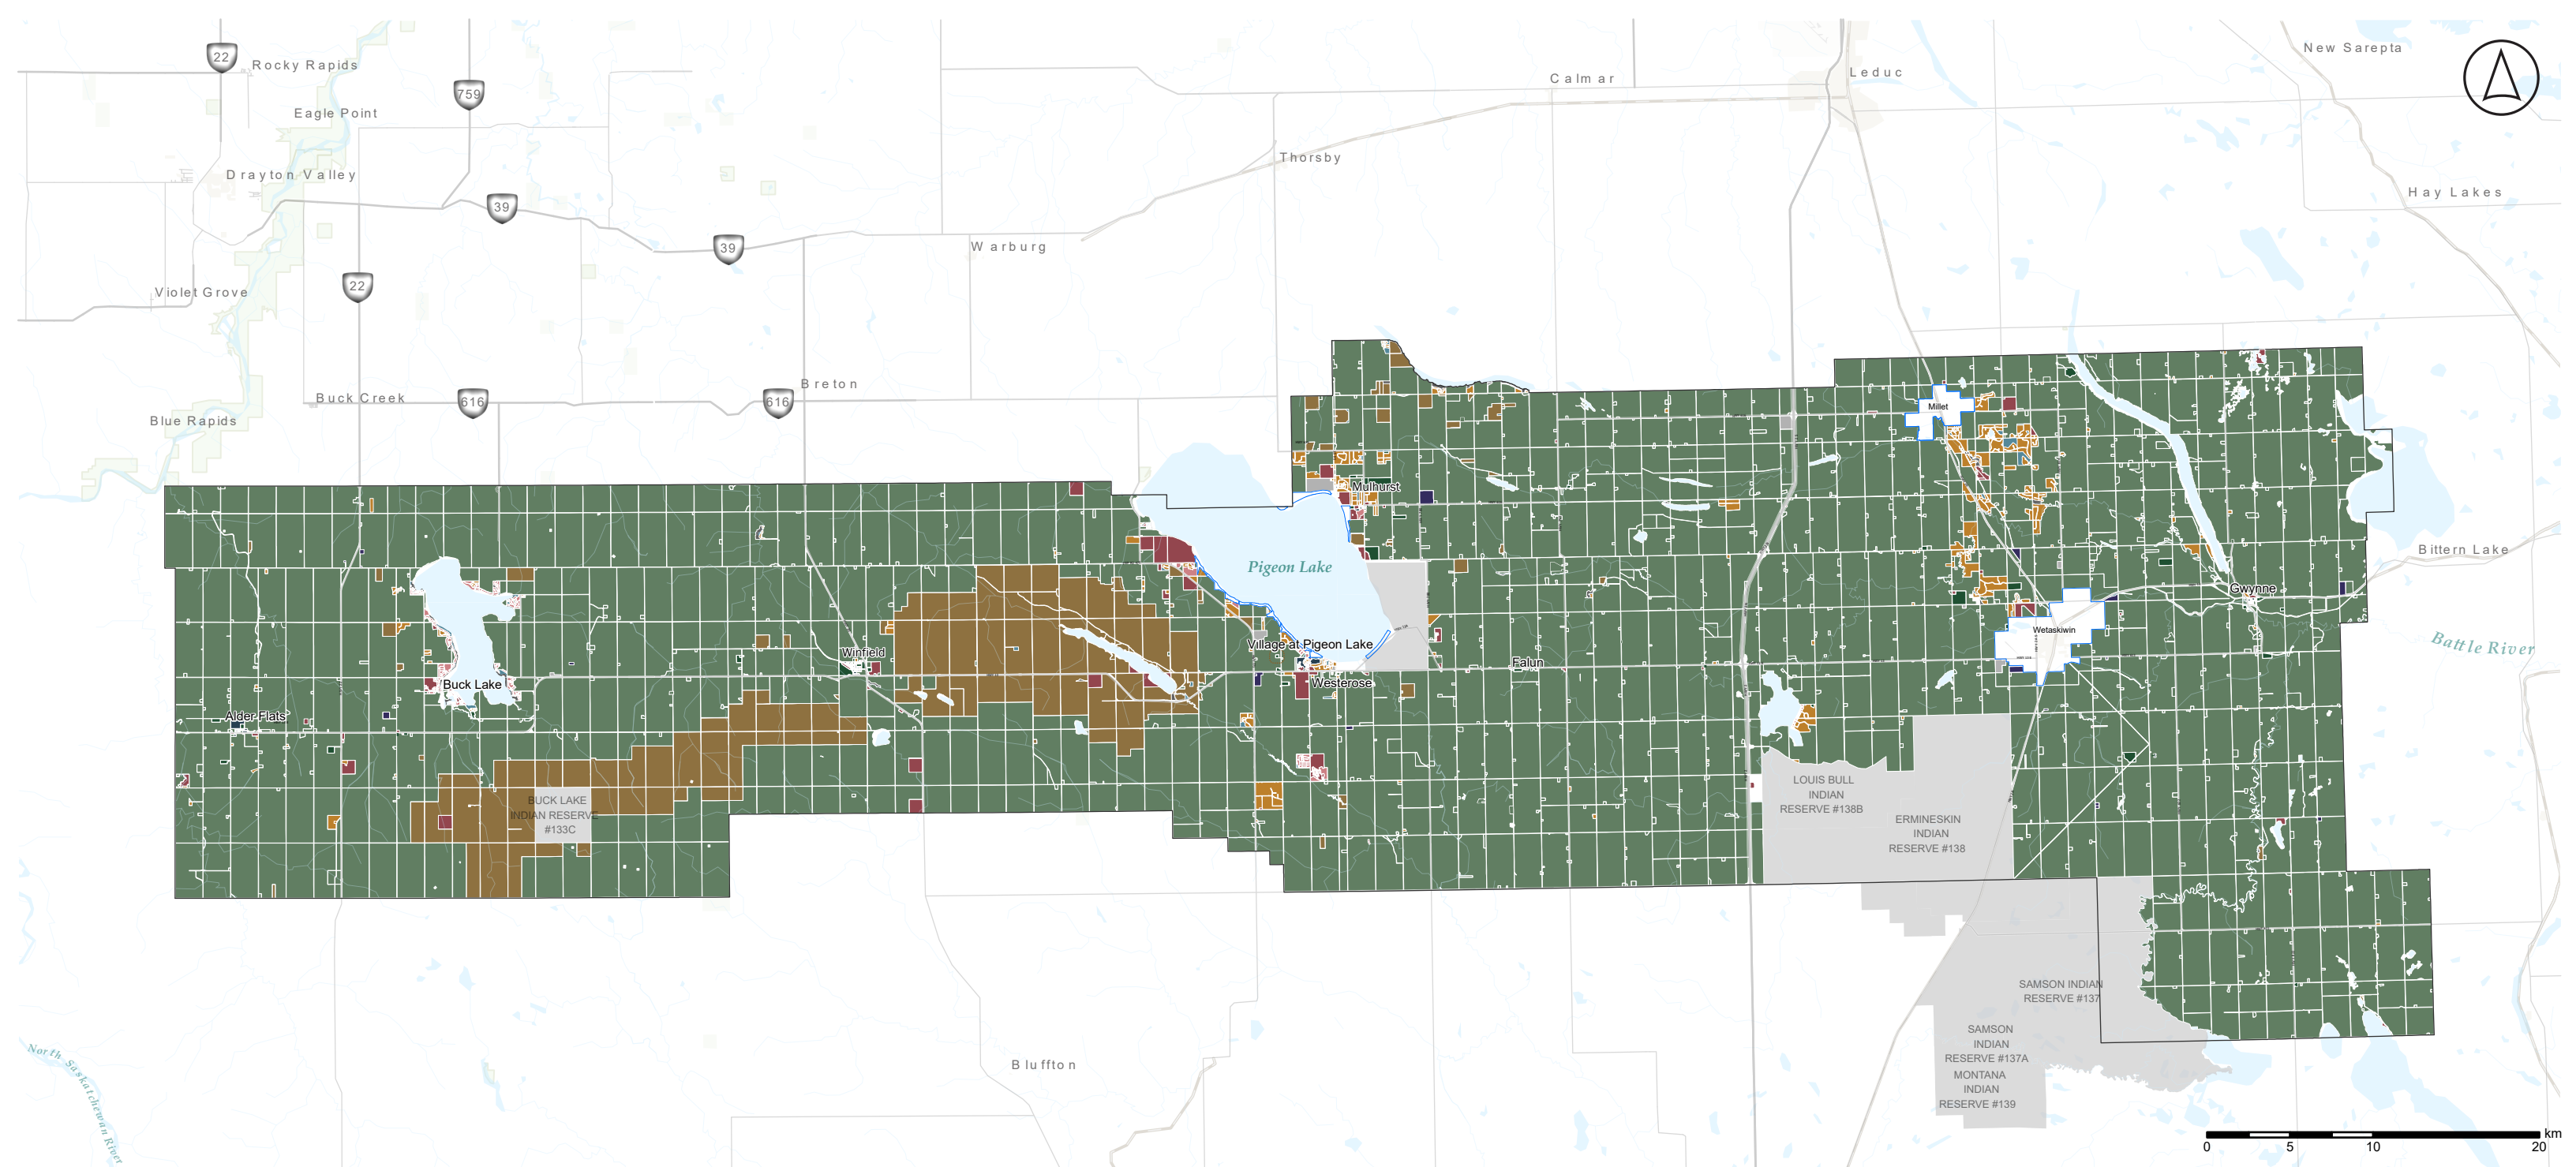 New Sarepta
22
Rocky Rapids
Leduc
Calmar
759
Eagle Point
Thorsby
Drayton Valley
Hay Lakes
39
39
Warburg
22
Violet Grove
Breton
Buck Creek
616
616
Millet
Blue Rapids
Mulhurst
Bittern Lake
Pigeon Lake
Gwynne
Wetaskiwin
Battle River
Village at Pigeon Lake
Winfield
Falun
Buck Lake
Westerose
Alder Flats
LOUIS BULL
INDIAN
RESERVE #138B
BUCK LAKE
INDIAN RESERVE
#133C
ERMINESKIN
INDIAN
RESERVE #138
SAMSON INDIAN
RESERVE #137
SAMSON
INDIAN
RESERVE #137A
MONTANA
INDIAN
RESERVE #139
North Saskatchewan River
Bluffton
km
0 5 10 20